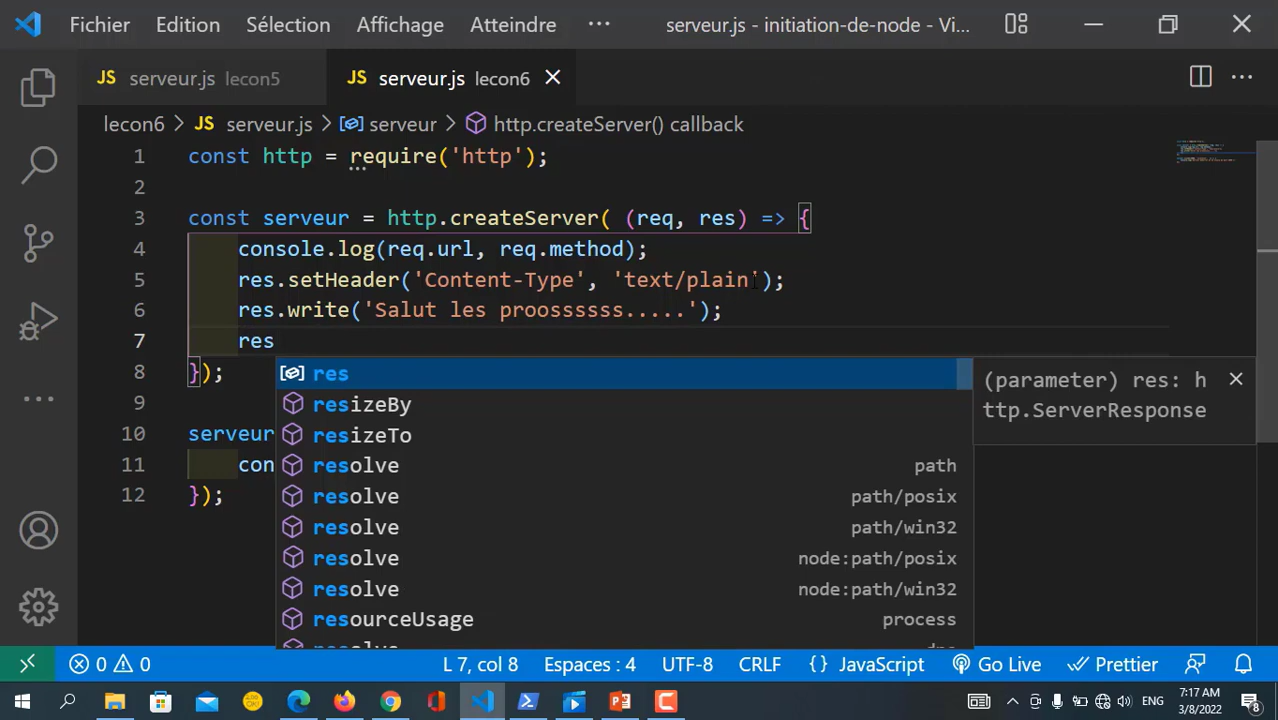 Fichier Edition Sélection Affichage Atteindre ··· serveur.js - initiation-de-node - Vi...
JS serveur.js lecon5 JS serveur.js lecon6
lecon6 > JS serveur.js > serveur > http.createServer() callback
1 const http = require('http');
2
3 const serveur = http.createServer( (req, res) => {
4 console.log(req.url, req.method);
5 res.setHeader('Content-Type', 'text/plain');
6 res.write('Salut les proossssss.....');
7 res
8 });
9
10 serveur
11 con
12 });
res
resizeBy
resizeTo
resolve path
resolve path/posix
resolve path/win32
resolve node:path/posix
resolve node:path/win32
resourceUsage process
(parameter) res: h
ttp.ServerResponse
0 0 L 7, col 8 Espaces : 4 UTF-8 CRLF {} JavaScript Go Live Prettier
ENG 7:17 AM
3/8/2022 8